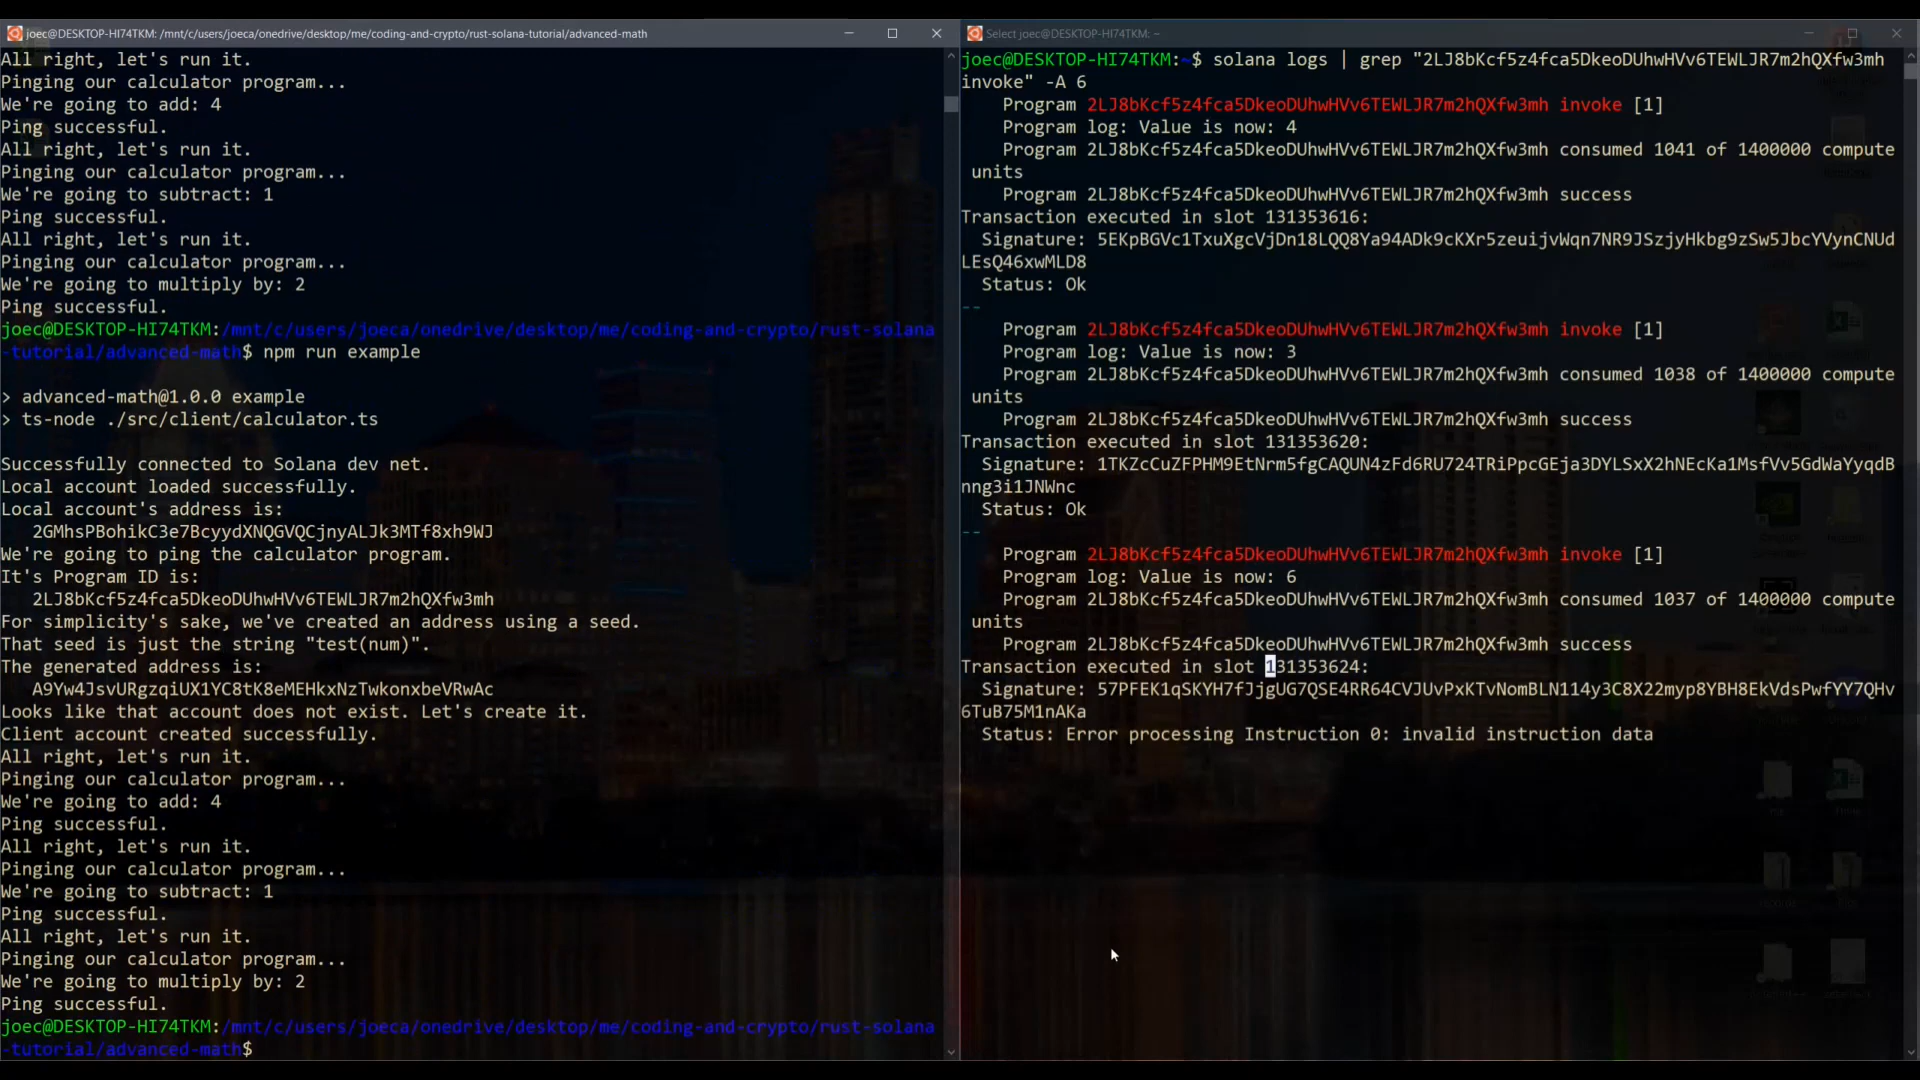 joec@DESKTOP-HI74TKM: /mnt/c/users/joeca/onedrive/desktop/me/coding-and-crypto/rust-solana-tutorial/advanced-math
All right, let's run it.
Pinging our calculator program...
We're going to add: 4
Ping successful.
All right, let's run it.
Pinging our calculator program...
We're going to subtract: 1
Ping successful.
All right, let's run it.
Pinging our calculator program...
We're going to multiply by: 2
Ping successful.
joec@DESKTOP-HI74TKM:/mnt/c/users/joeca/onedrive/desktop/me/coding-and-crypto/rust-solana
-tutorial/advanced-math$ npm run example
> advanced-math@1.0.0 example
> ts-node ./src/client/calculator.ts
Successfully connected to Solana dev net.
Local account loaded successfully.
Local account's address is:
2GMhsPBohikC3e7BcyydXNQGVQCjnyALJk3MTf8xh9WJ
We're going to ping the calculator program.
It's Program ID is:
2LJ8bKcf5z4fca5DkeoDUhwHVv6TEWLJR7m2hQXfw3mh
For simplicity's sake, we've created an address using a seed.
That seed is just the string "test(num)".
The generated address is:
A9Yw4JsvURgzqiUX1YC8tK8eMEHkxNzTwkonxbeVRwAc
Looks like that account does not exist. Let's create it.
Client account created successfully.
All right, let's run it.
Pinging our calculator program...
We're going to add: 4
Ping successful.
All right, let's run it.
Pinging our calculator program...
We're going to subtract: 1
Ping successful.
All right, let's run it.
Pinging our calculator program...
We're going to multiply by: 2
Ping successful.
joec@DESKTOP-HI74TKM:/mnt/c/users/joeca/onedrive/desktop/me/coding-and-crypto/rust-solana
-tutorial/advanced-math$
Select joec@DESKTOP-HI74TKM: ~
joec@DESKTOP-HI74TKM:~$ solana logs | grep "2LJ8bKcf5z4fca5DkeoDUhwHVv6TEWLJR7m2hQXfw3mh
invoke" -A 6
Program 2LJ8bKcf5z4fca5DkeoDUhwHVv6TEWLJR7m2hQXfw3mh invoke [1]
Program log: Value is now: 4
Program 2LJ8bKcf5z4fca5DkeoDUhwHVv6TEWLJR7m2hQXfw3mh consumed 1041 of 1400000 compute
units
Program 2LJ8bKcf5z4fca5DkeoDUhwHVv6TEWLJR7m2hQXfw3mh success
Transaction executed in slot 131353616:
Signature: 5EKpBGVc1TxuXgcVjDn18LQQ8Ya94ADk9cKXr5zeuijvWqn7NR9JSzjyHkbg9zSw5JbcYVynCNUd
LEsQ46xwMLD8
Status: Ok
--
Program 2LJ8bKcf5z4fca5DkeoDUhwHVv6TEWLJR7m2hQXfw3mh invoke [1]
Program log: Value is now: 3
Program 2LJ8bKcf5z4fca5DkeoDUhwHVv6TEWLJR7m2hQXfw3mh consumed 1038 of 1400000 compute
units
Program 2LJ8bKcf5z4fca5DkeoDUhwHVv6TEWLJR7m2hQXfw3mh success
Transaction executed in slot 131353620:
Signature: 1TKZcCuZFPHM9EtNrm5fgCAQUN4zFd6RU724TRiPpcGEja3DYLSxX2hNEcKa1MsfVv5GdWaYyqdB
nng3i1JNWnc
Status: Ok
--
Program 2LJ8bKcf5z4fca5DkeoDUhwHVv6TEWLJR7m2hQXfw3mh invoke [1]
Program log: Value is now: 6
Program 2LJ8bKcf5z4fca5DkeoDUhwHVv6TEWLJR7m2hQXfw3mh consumed 1037 of 1400000 compute
units
Program 2LJ8bKcf5z4fca5DkeoDUhwHVv6TEWLJR7m2hQXfw3mh success
Transaction executed in slot 131353624:
Signature: 57PFEK1qSKYH7fJjgUG7QSE4RR64CVJUvPxKTvNomBLN114y3C8X22myp8YBH8EkVdsPwfYY7QHv
6TuB75M1nAKa
Status: Error processing Instruction 0: invalid instruction data